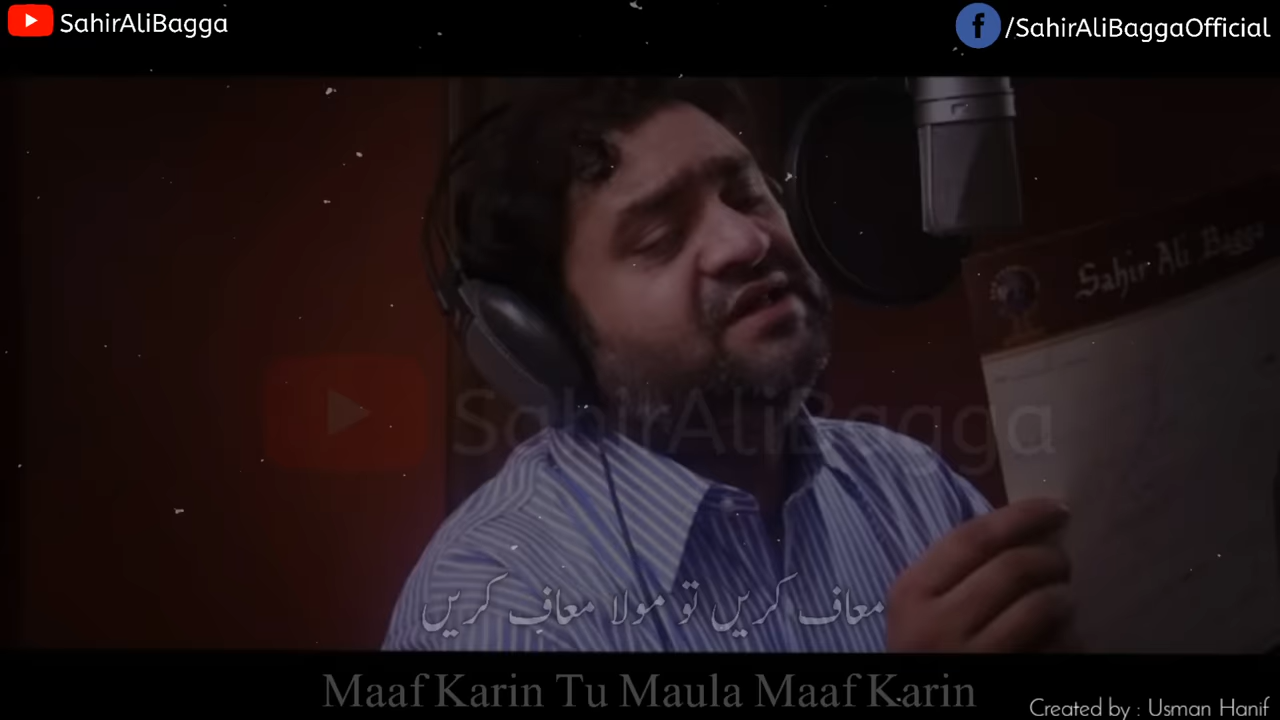 SahirAliBagga
/SahirAliBaggaOfficial
Sahir Ali Bagga
SahirAliBagga
معاف کریں تو مولا معاف کریں
Maaf Karin Tu Maula Maaf Karin
Created by : Usman Hanif